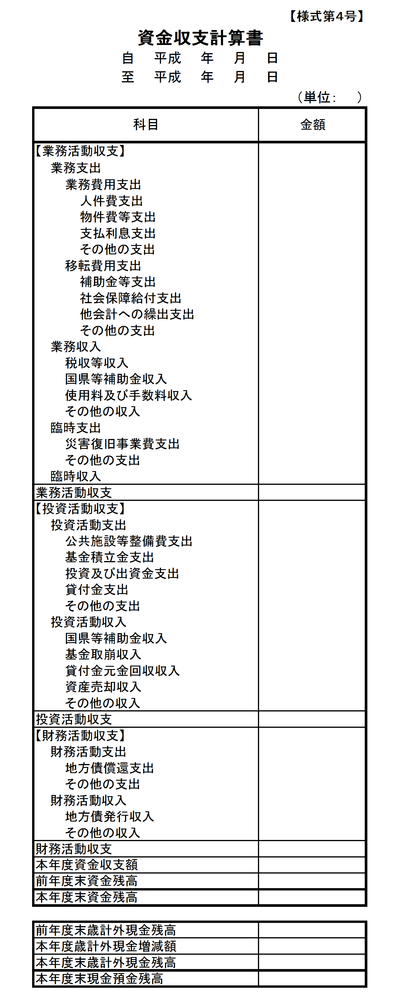 【様式第4号】
資金収支計算書
自 平成 年 月 日
至 平成 年 月 日
(単位: )
科目 金額
【業務活動収支】
業務支出
業務費用支出
人件費支出
物件費等支出
支払利息支出
その他の支出
移転費用支出
補助金等支出
社会保障給付支出
他会計への繰出支出
その他の支出
業務収入
税収等収入
国県等補助金収入
使用料及び手数料収入
その他の収入
臨時支出
災害復旧事業費支出
その他の支出
臨時収入
業務活動収支
【投資活動収支】
投資活動支出
公共施設等整備費支出
基金積立金支出
投資及び出資金支出
貸付金支出
その他の支出
投資活動収入
国県等補助金収入
基金取崩収入
貸付金元金回収収入
資産売却収入
その他の収入
投資活動収支
【財務活動収支】
財務活動支出
地方債償還支出
その他の支出
財務活動収入
地方債発行収入
その他の収入
財務活動収支
本年度資金収支額
前年度末資金残高
本年度末資金残高
前年度末歳計外現金残高
本年度歳計外現金増減額
本年度末歳計外現金残高
本年度末現金預金残高